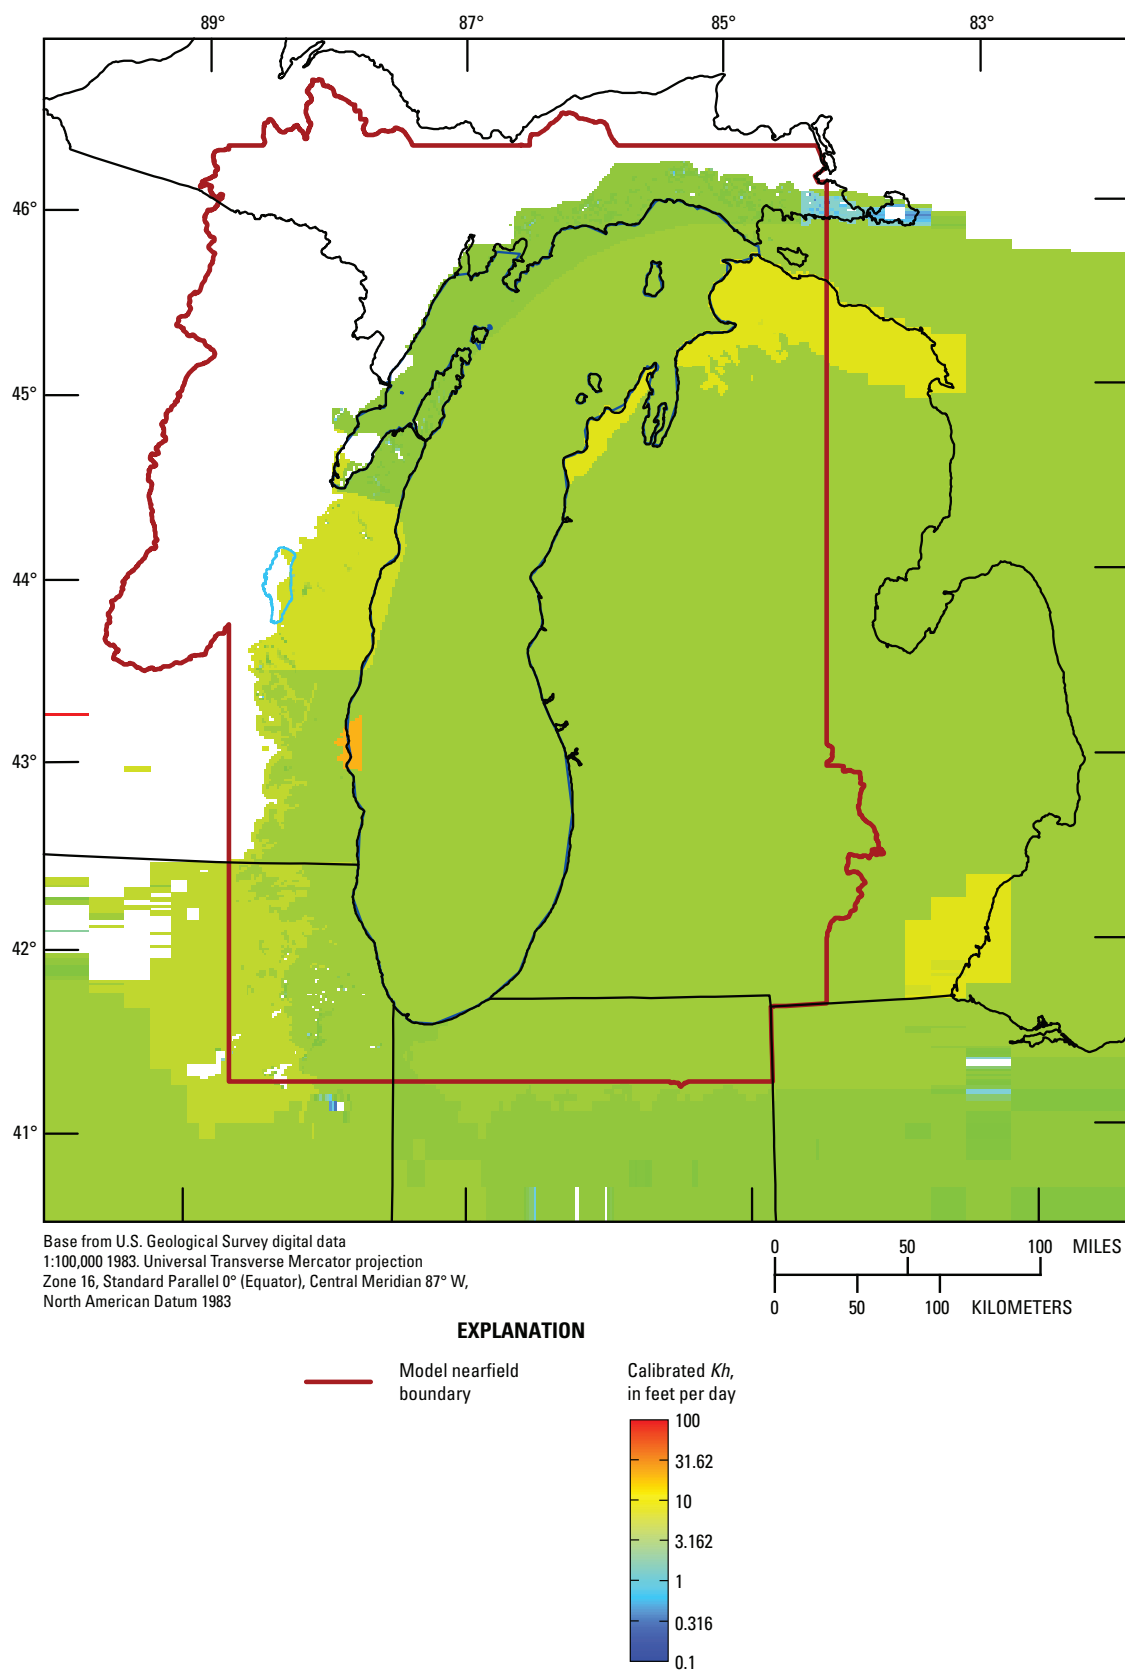 89°
87°
85°
83°
46°
45°
44°
43°
42°
41°
Base from U.S. Geological Survey digital data
1:100,000 1983. Universal Transverse Mercator projection
Zone 16, Standard Parallel 0° (Equator), Central Meridian 87° W,
North American Datum 1983
0 50 100 MILES
0 50 100 KILOMETERS
EXPLANATION
Model nearfield
boundary
Calibrated Kh,
in feet per day
100
31.62
10
3.162
1
0.316
0.1